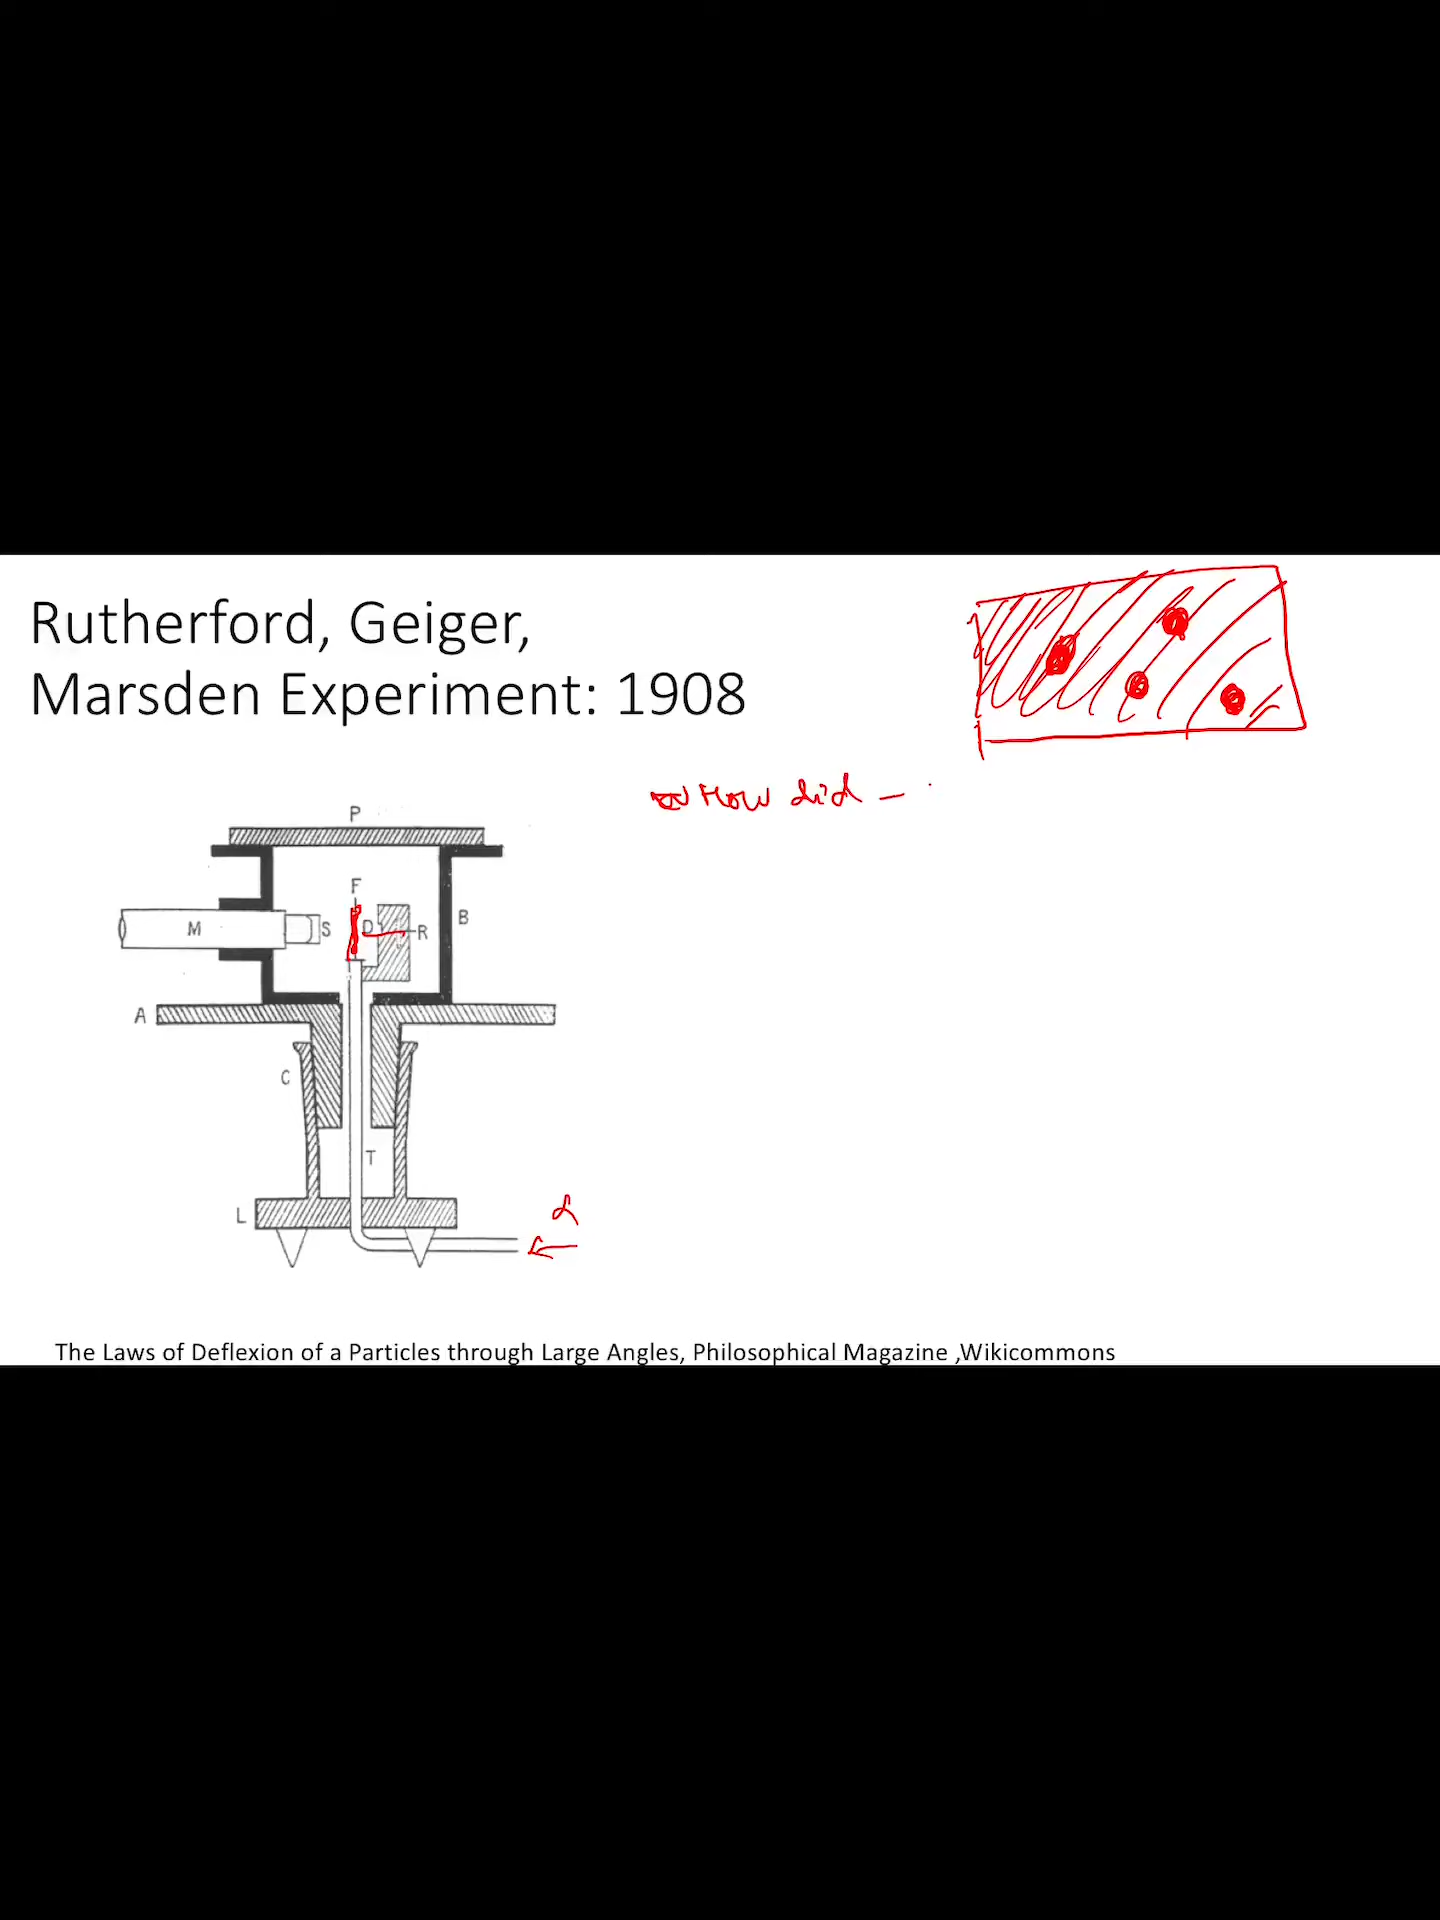 Rutherford, Geiger,
Marsden Experiment: 1908
How did -
P
F
M
S
D
R
B
A
C
T
L
α
The Laws of Deflexion of a Particles through Large Angles, Philosophical Magazine ,Wikicommons